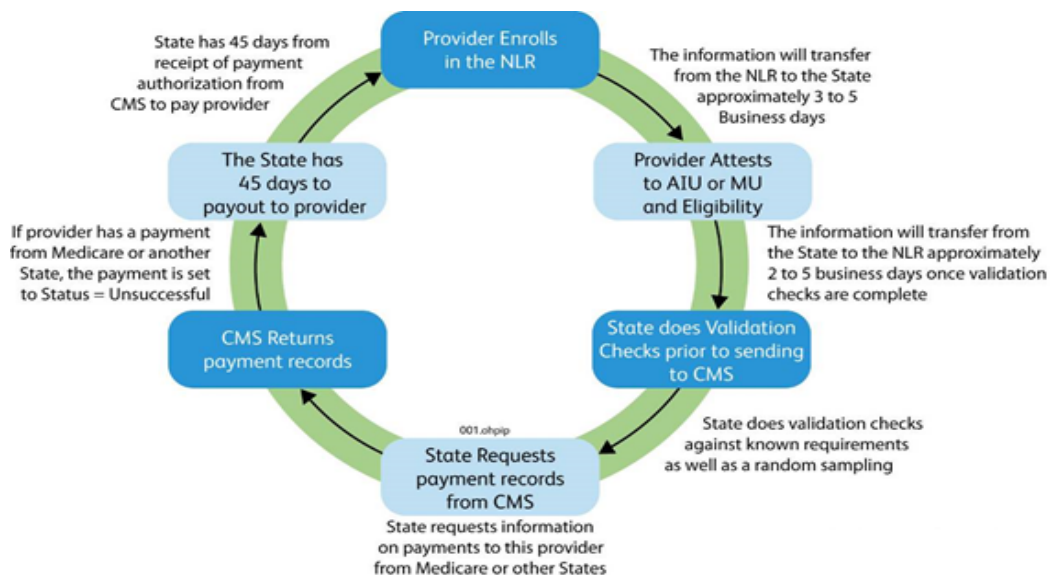 Provider Enrolls
in the NLR
The information will transfer
from the NLR to the State
approximately 3 to 5
Business days
Provider Attests
to AIU or MU
and Eligibility
The information will transfer from
the State to the NLR approximately
2 to 5 business days once validation
checks are complete
State does Validation
Checks prior to sending
to CMS
State does validation checks
against known requirements
as well as a random sampling
001.ohpip
State Requests
payment records
from CMS
State requests information
on payments to this provider
from Medicare or other States
CMS Returns
payment records
If provider has a payment
from Medicare or another
State, the payment is set
to Status = Unsuccessful
The State has
45 days to
payout to provider
State has 45 days from
receipt of payment
authorization from
CMS to pay provider